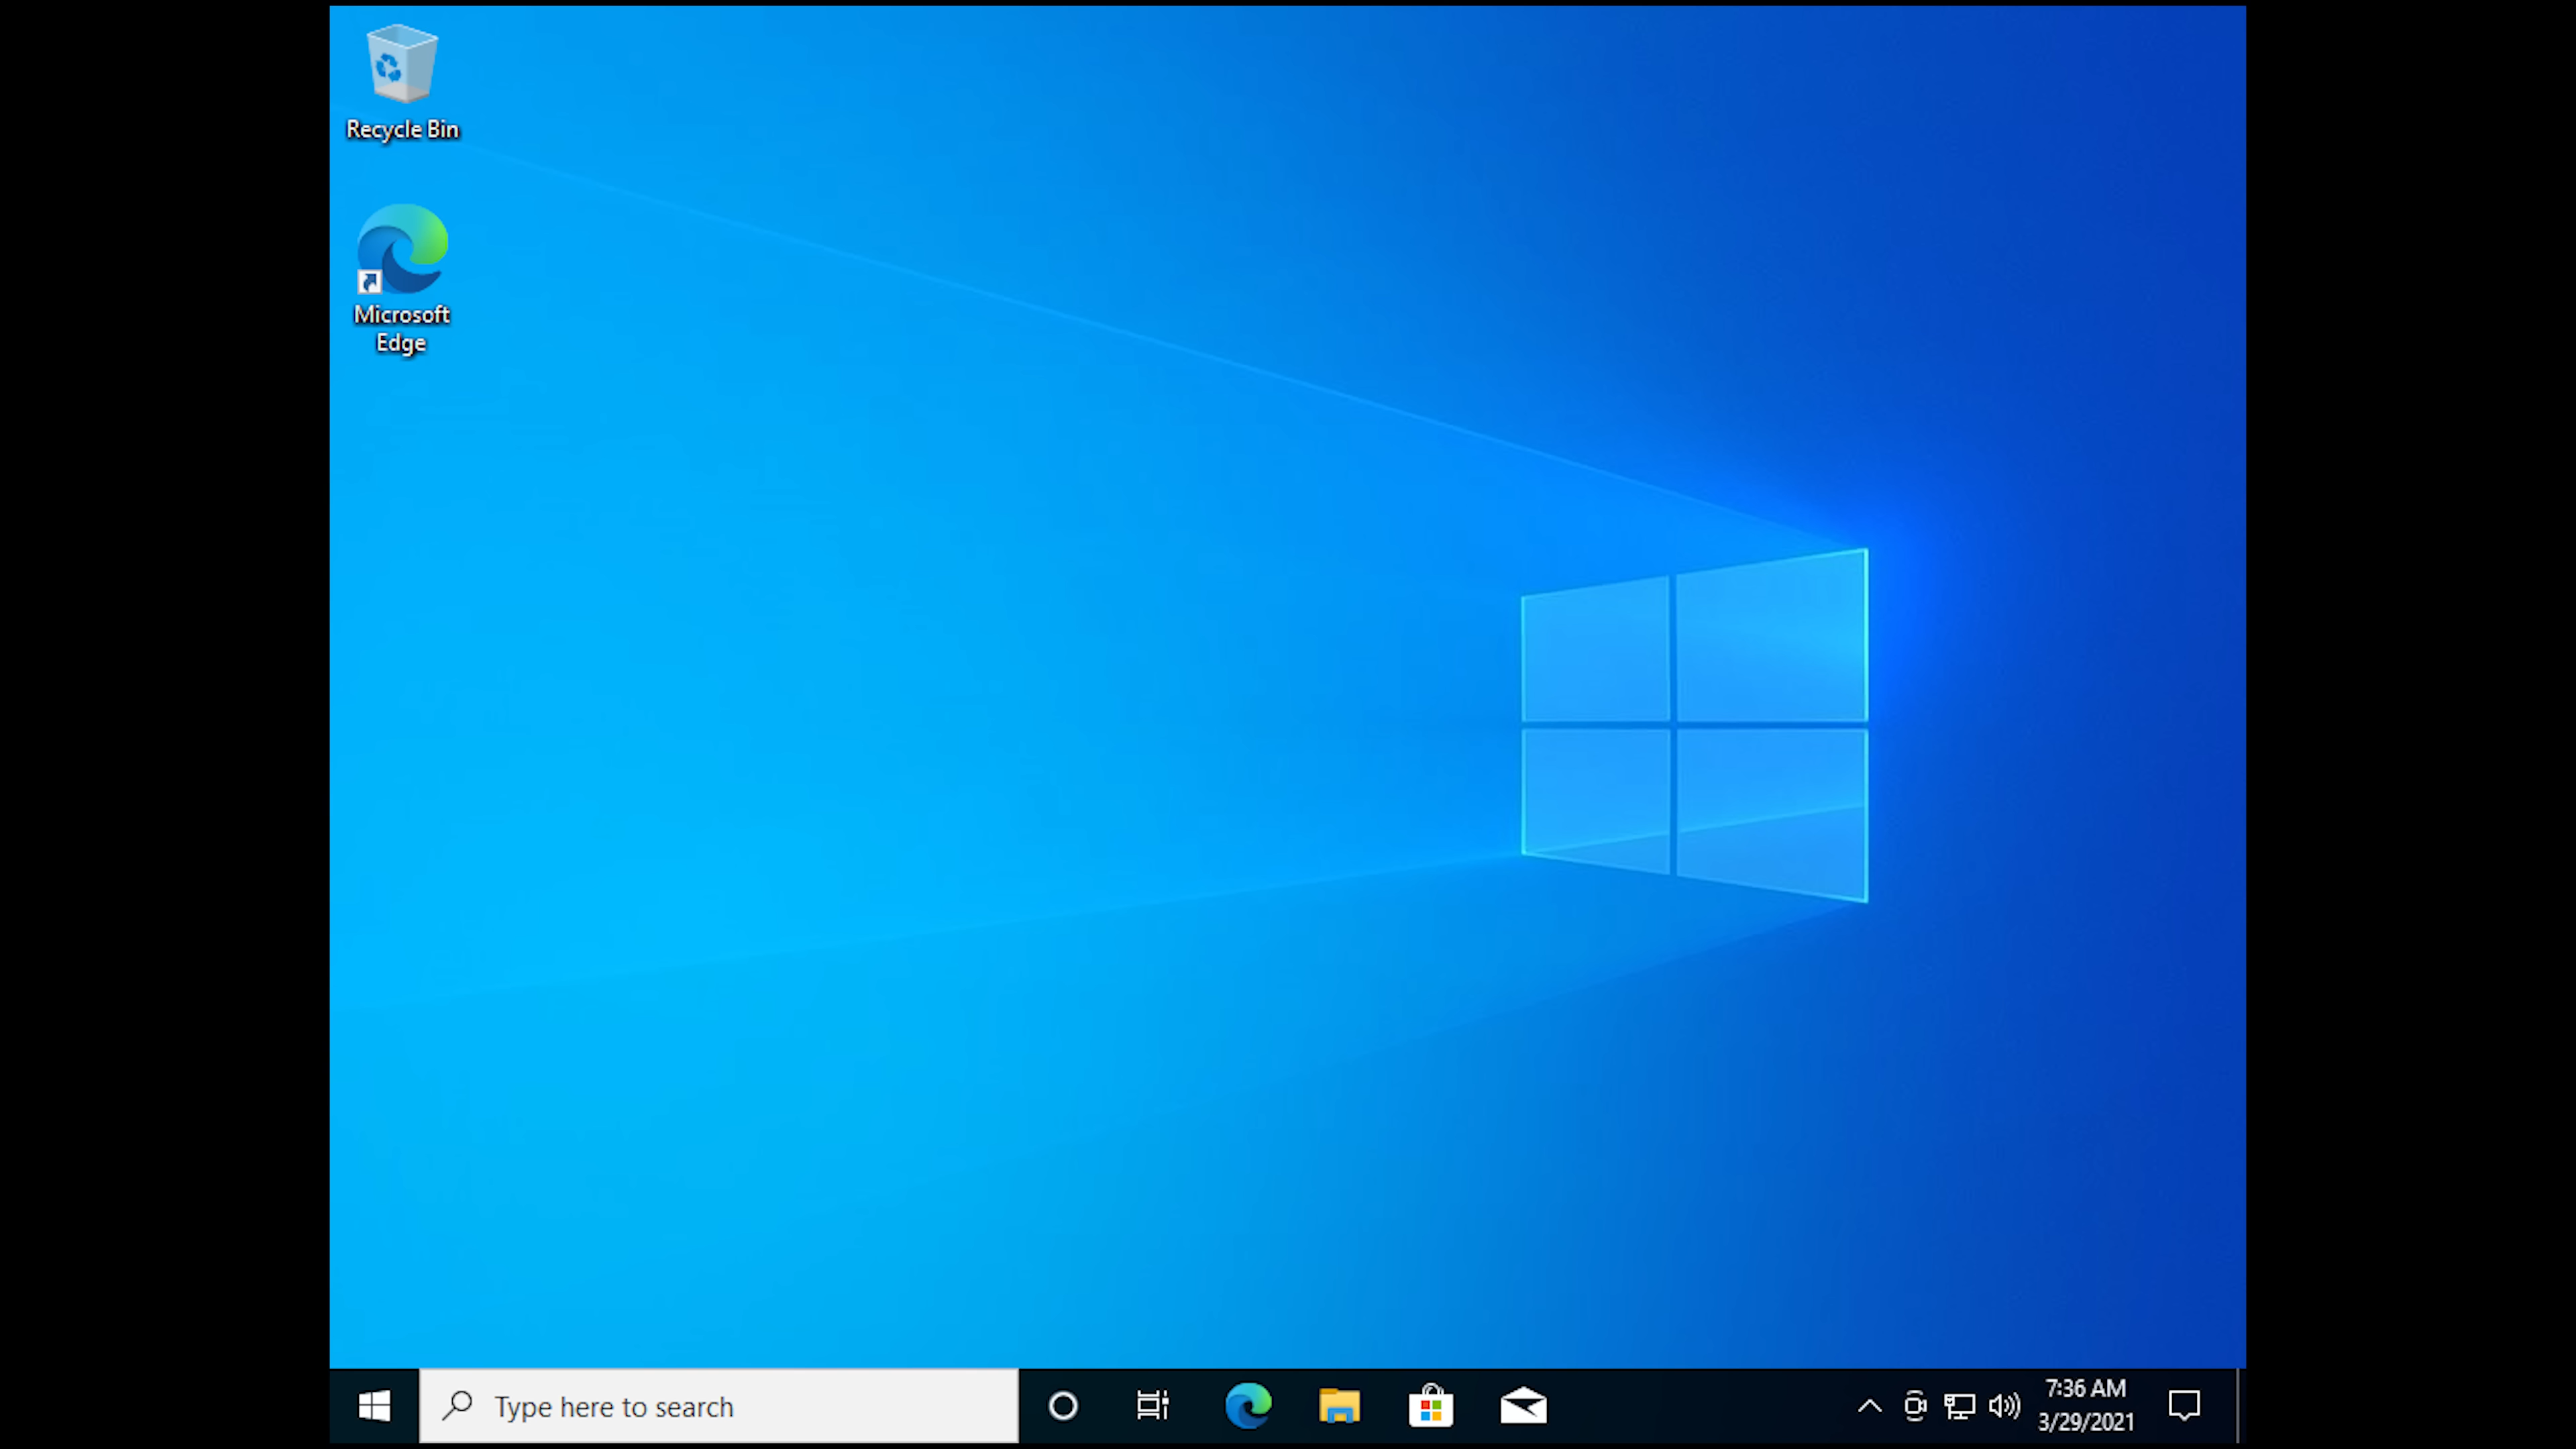 Recycle Bin
Microsoft
Edge
Type here to search
7:36 AM
3/29/2021